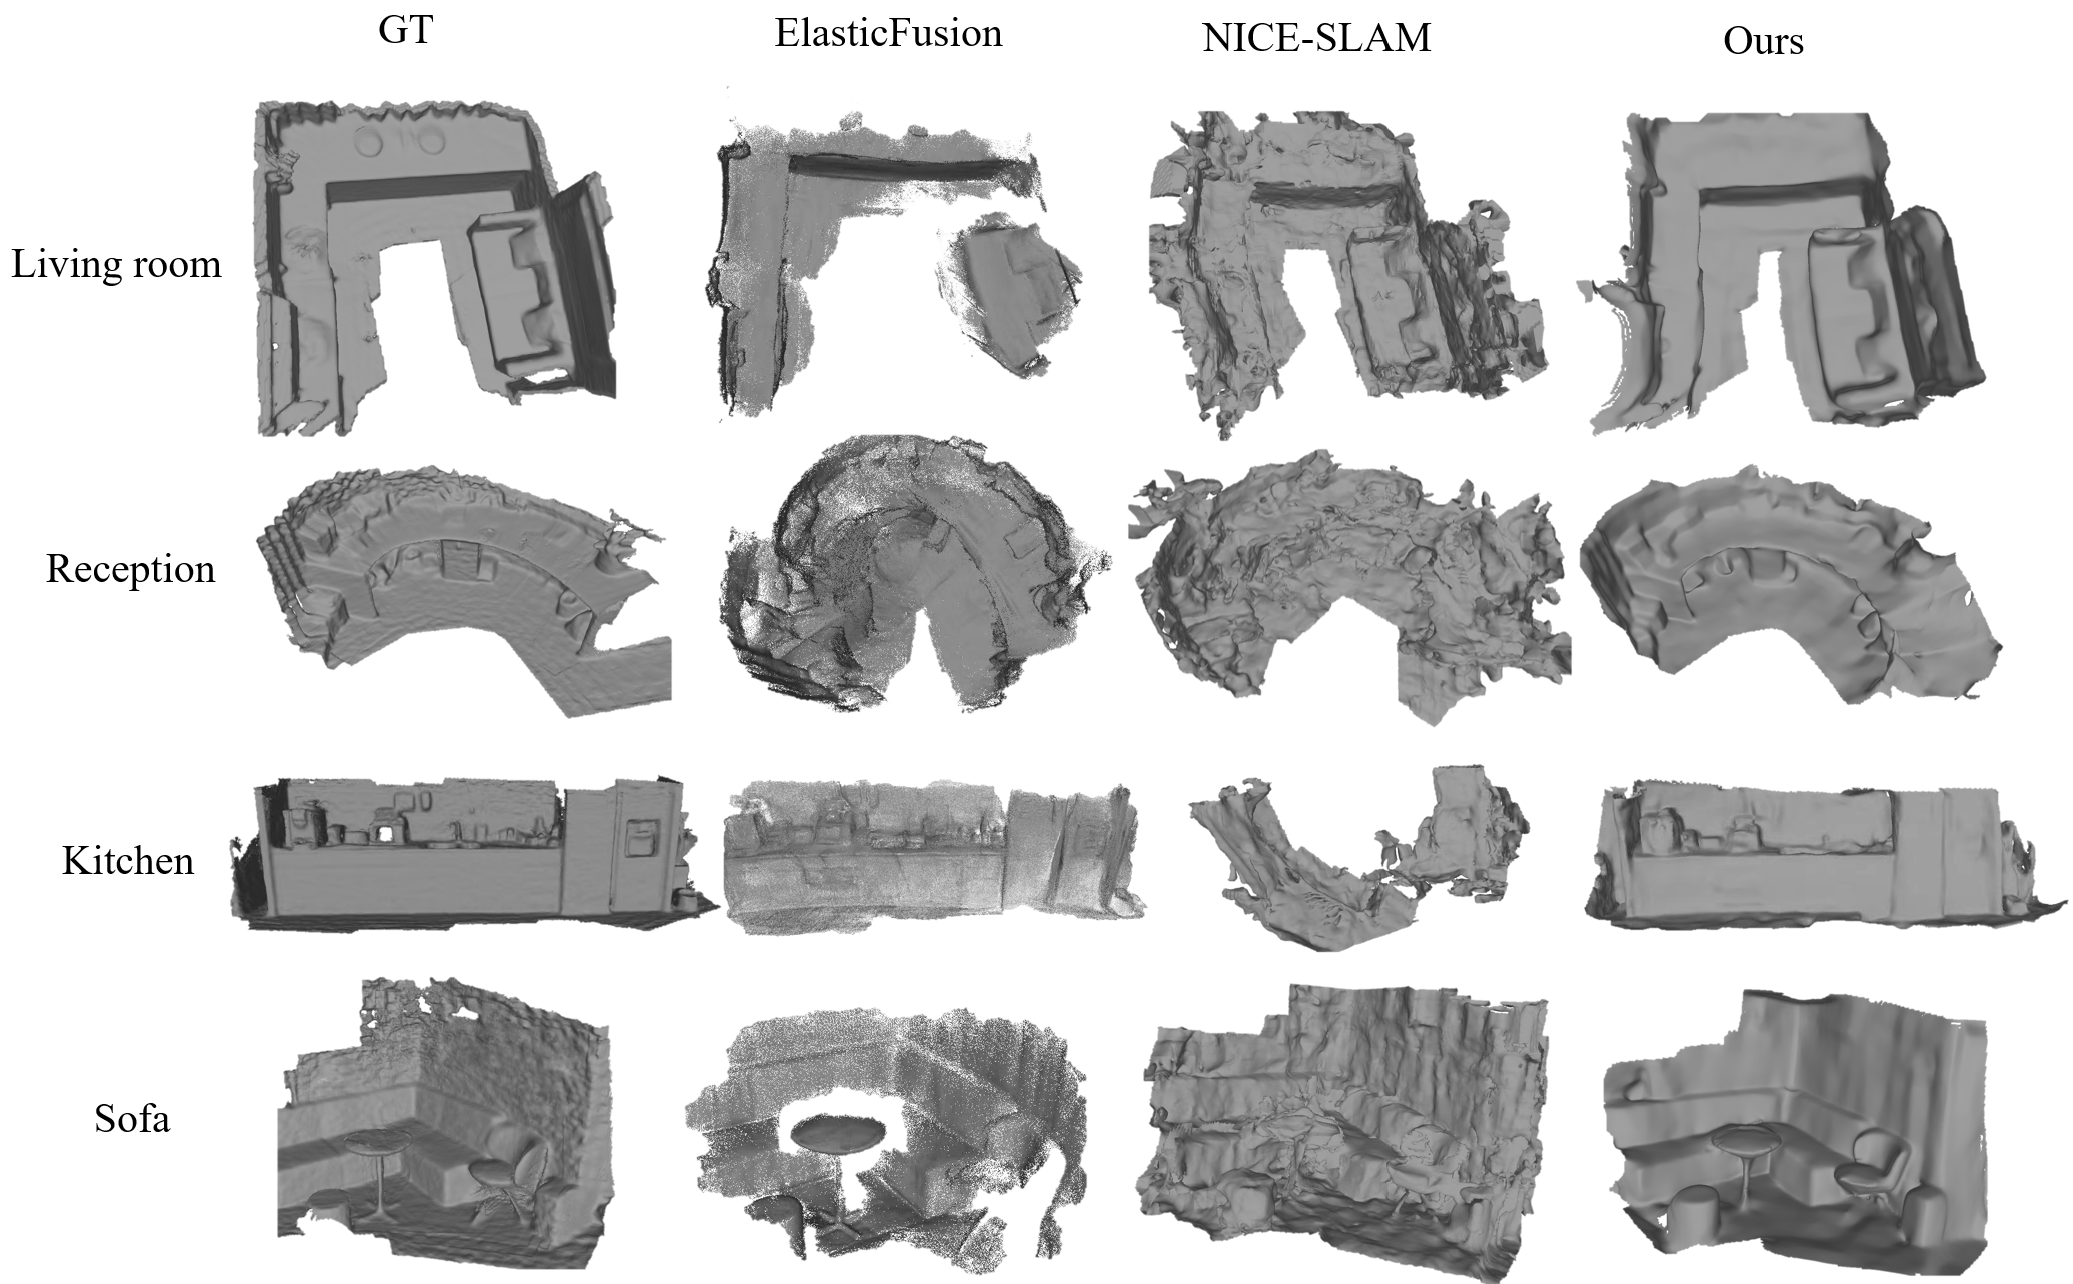 GT
ElasticFusion
NICE-SLAM
Ours
Living room
Reception
Kitchen
Sofa